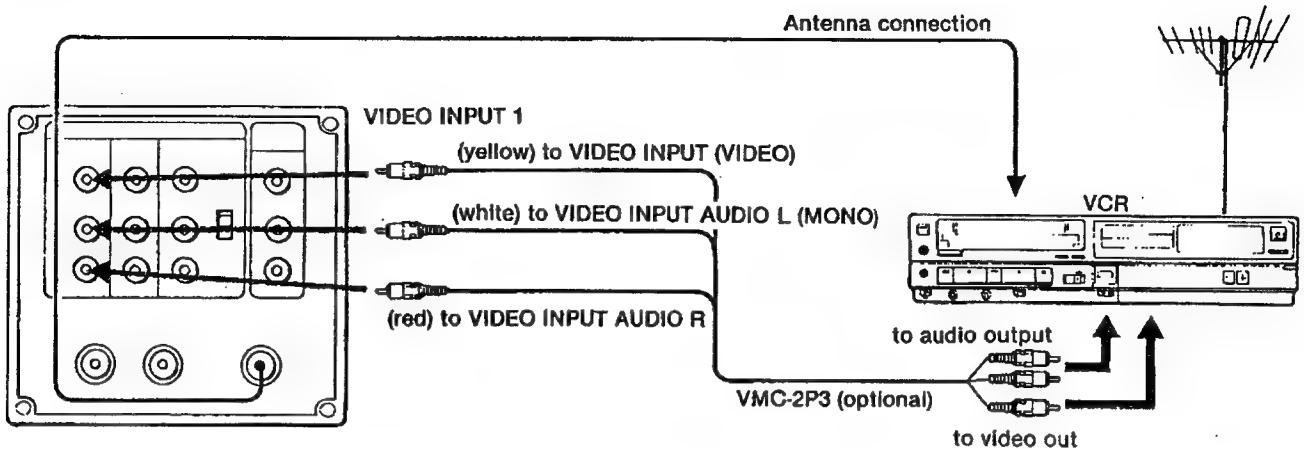 Antenna connection
VIDEO INPUT 1
(yellow) to VIDEO INPUT (VIDEO)
(white) to VIDEO INPUT AUDIO L (MONO)
VCR
(red) to VIDEO INPUT AUDIO R
to audio output
VMC-2P3 (optional)
to video out